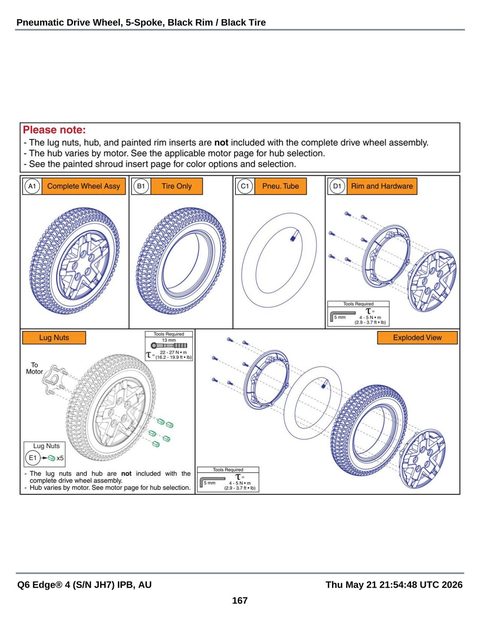 Pneumatic Drive Wheel, 5-Spoke, Black Rim / Black Tire
Please note:
- The lug nuts, hub, and painted rim inserts are not included with the complete drive wheel assembly.
- The hub varies by motor. See the applicable motor page for hub selection.
- See the painted shroud insert page for color options and selection.
A1 Complete Wheel Assy
B1 Tire Only
C1 Pneu. Tube
D1 Rim and Hardware
Tools Required
5 mm
τ =
4 - 5 N • m
(2.9 - 3.7 ft • lb)
Lug Nuts
Tools Required
13 mm
τ = 22 - 27 N • m
(16.2 - 19.9 ft • lb)
Exploded View
To
Motor
Lug Nuts
E1 x5
- The lug nuts and hub are not included with the
complete drive wheel assembly.
- Hub varies by motor. See motor page for hub selection.
Tools Required
5 mm
τ =
4 - 5 N • m
(2.9 - 3.7 ft • lb)
Q6 Edge® 4 (S/N JH7) IPB, AU
Thu May 21 21:54:48 UTC 2026
167